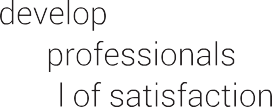 develop
professionals
l of satisfaction